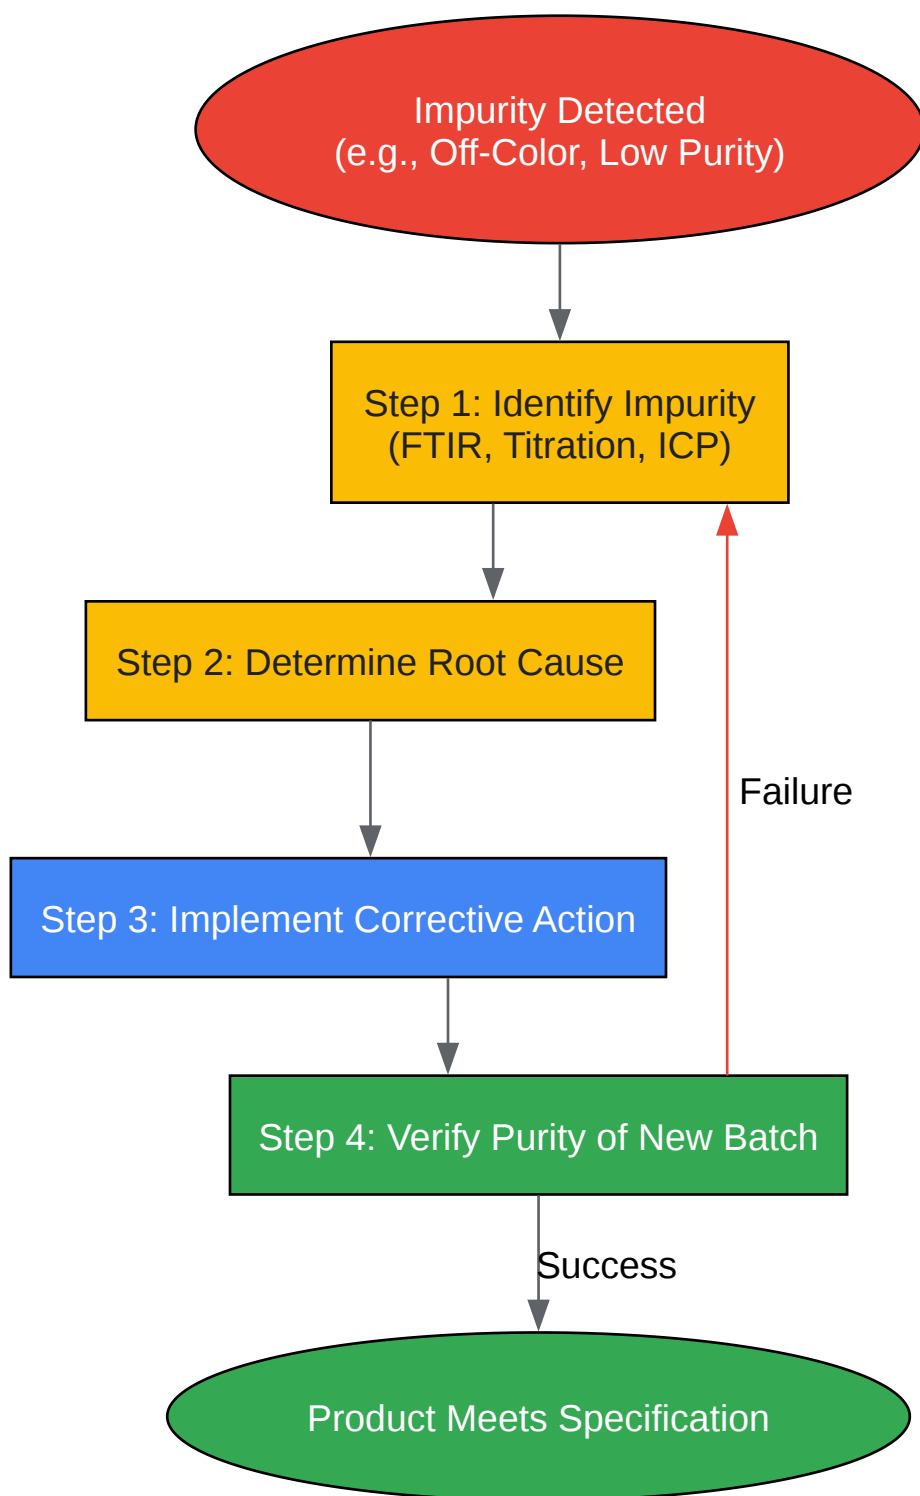 Impurity Detected
(e.g., Off-Color, Low Purity)
Step 1: Identify Impurity
(FTIR, Titration, ICP)
Step 2: Determine Root Cause
Failure
Step 3: Implement Corrective Action
Step 4: Verify Purity of New Batch
Success
Product Meets Specification